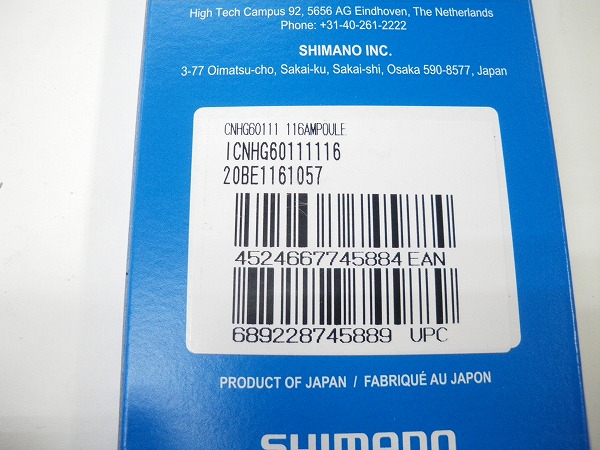 High Tech Campus 92, 5656 AG Eindhoven, The Netherlands
Phone: +31-40-261-2222
SHIMANO INC.
3-77 Oimatsu-cho, Sakai-ku, Sakai-shi, Osaka 590-8577, Japan
CNHG60111 116AMPOULE
ICNHG60111116
20BE1161057
4524667745884 EAN
689228745889 UPC
PRODUCT OF JAPAN / FABRIQUÉ AU JAPON
SHIMANO